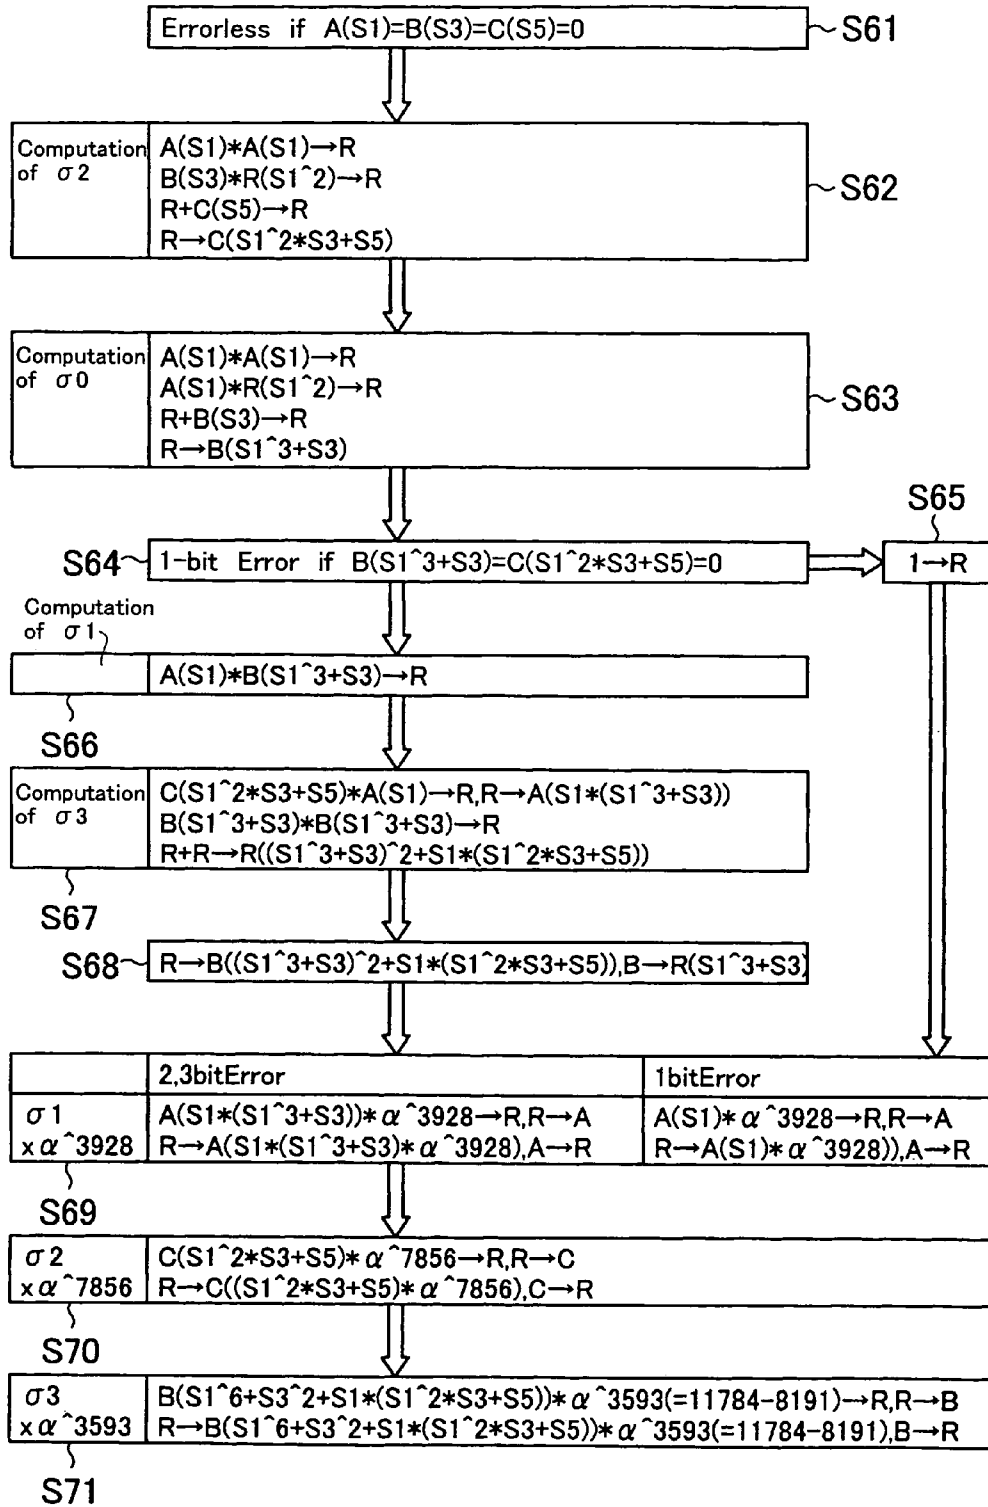 Errorless if A(S1)=B(S3)=C(S5)=0
S61
Computation
of σ2
A(S1)*A(S1)→R
B(S3)*R(S1^2)→R
R+C(S5)→R
R→C(S1^2*S3+S5)
S62
Computation
of σ0
A(S1)*A(S1)→R
A(S1)*R(S1^2)→R
R+B(S3)→R
R→B(S1^3+S3)
S63
S65
S64
1-bit Error if B(S1^3+S3)=C(S1^2*S3+S5)=0
1→R
Computation
of σ1
A(S1)*B(S1^3+S3)→R
S66
Computation
of σ3
C(S1^2*S3+S5)*A(S1)→R,R→A(S1*(S1^3+S3))
B(S1^3+S3)*B(S1^3+S3)→R
R+R→R((S1^3+S3)^2+S1*(S1^2*S3+S5))
S67
S68
R→B((S1^3+S3)^2+S1*(S1^2*S3+S5)),B→R(S1^3+S3)
2,3bitError
1bitError
σ1
xα^3928
A(S1*(S1^3+S3))*α^3928→R,R→A
R→A(S1*(S1^3+S3)*α^3928),A→R
A(S1)*α^3928→R,R→A
R→A(S1)*α^3928)),A→R
S69
σ2
xα^7856
C(S1^2*S3+S5)*α^7856→R,R→C
R→C((S1^2*S3+S5)*α^7856),C→R
S70
σ3
xα^3593
B(S1^6+S3^2+S1*(S1^2*S3+S5))*α^3593(=11784-8191)→R,R→B
R→B(S1^6+S3^2+S1*(S1^2*S3+S5))*α^3593(=11784-8191),B→R
S71